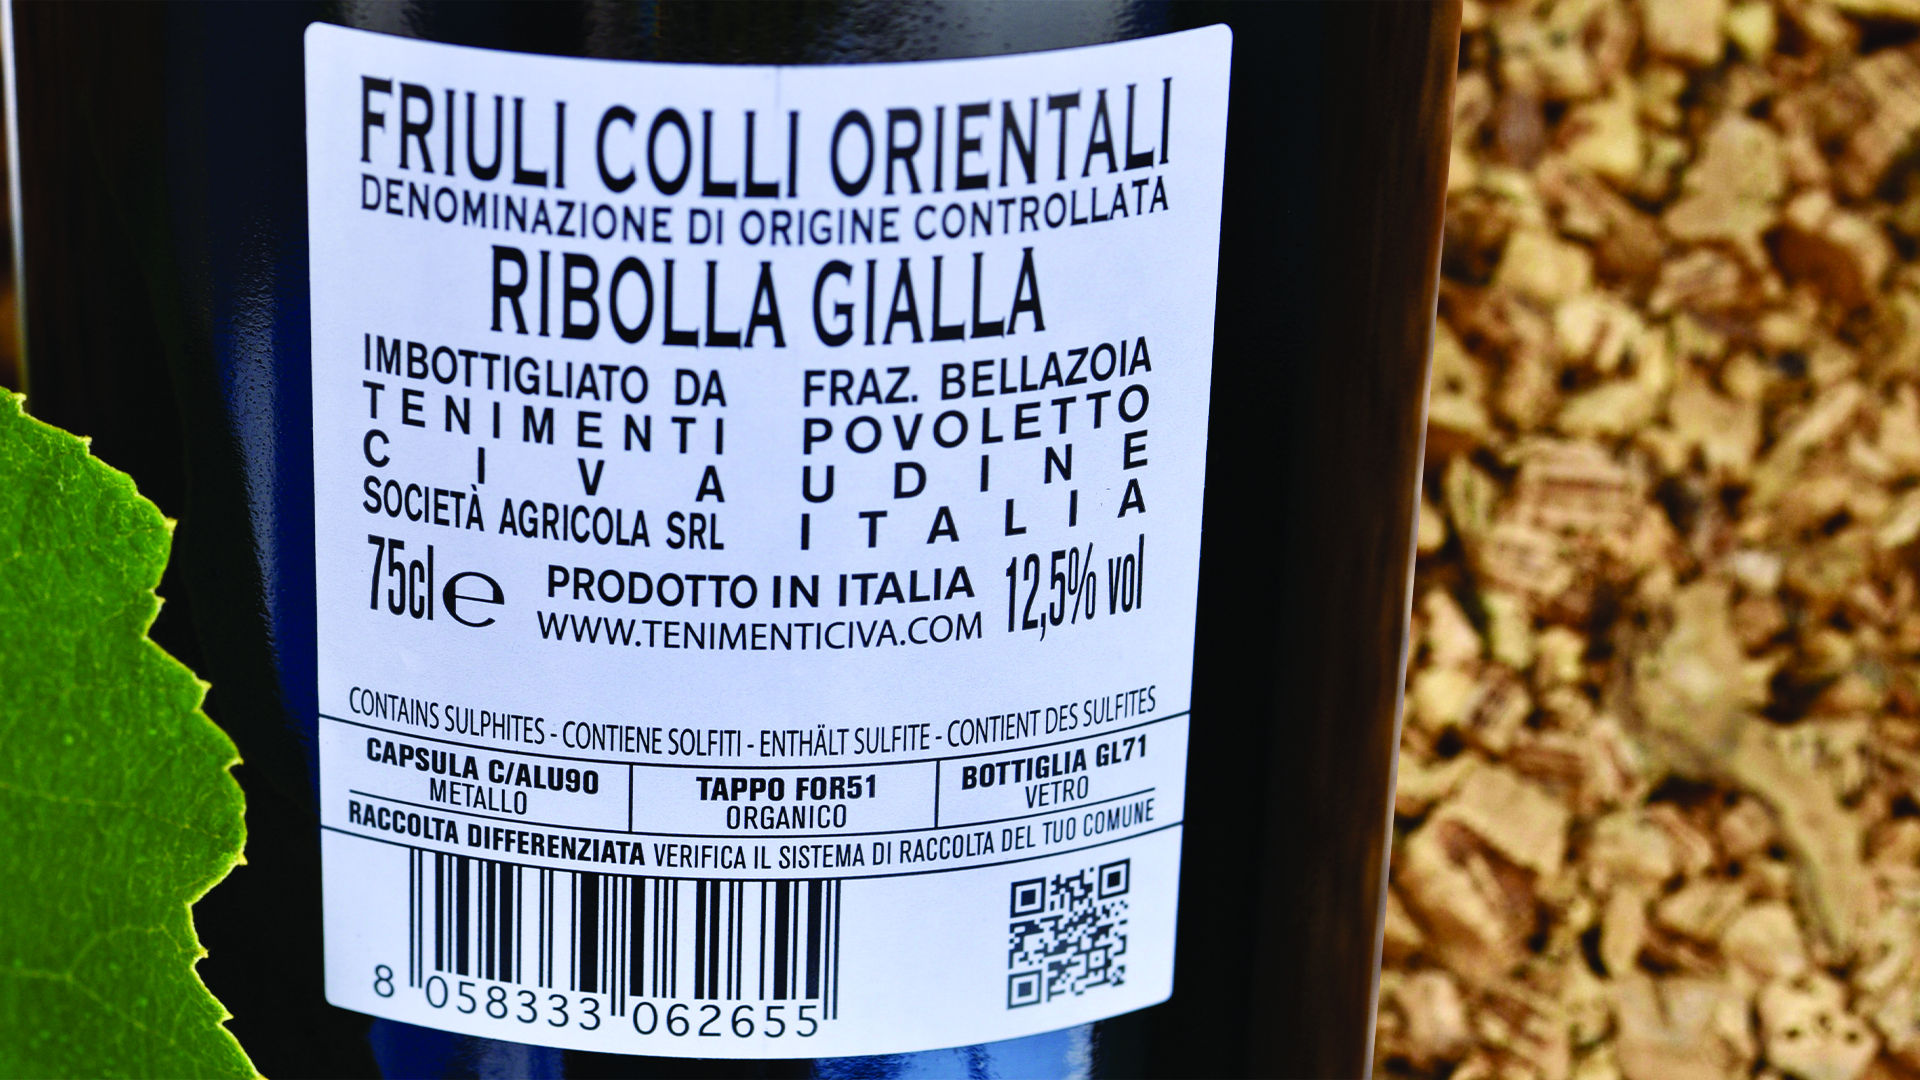 FRIULI COLLI ORIENTALI
DENOMINAZIONE DI ORIGINE CONTROLLATA
RIBOLLA GIALLA
IMBOTTIGLIATO DA
TENIMENTI
CIVA
SOCIETÀ AGRICOLA SRL
FRAZ. BELLAZOIA
POVOLETTO
UDINE
ITALIA
75cl e
PRODOTTO IN ITALIA
WWW.TENIMENTICIVA.COM
12,5% vol
CONTAINS SULPHITES - CONTIENE SOLFITI - ENTHÄLT SULFITE - CONTIENT DES SULFITES
CAPSULA C/ALU90
METALLO
TAPPO FOR51
ORGANICO
BOTTIGLIA GL71
VETRO
RACCOLTA DIFFERENZIATA VERIFICA IL SISTEMA DI RACCOLTA DEL TUO COMUNE
8 058333 062655